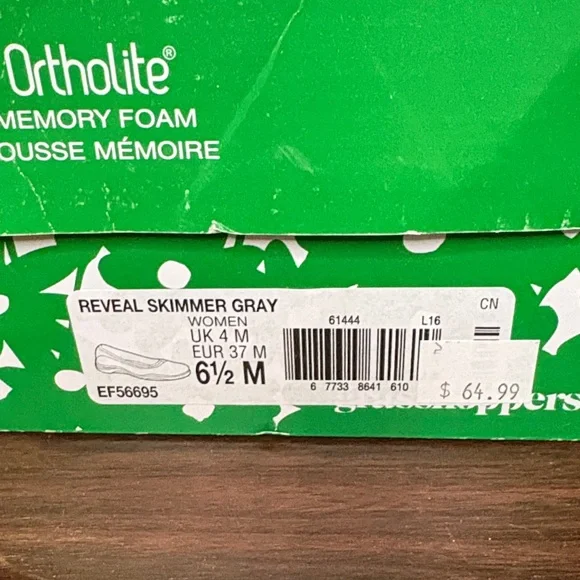 Ortholite®
MEMORY FOAM
OUSSE MÉMOIRE
REVEAL SKIMMER GRAY
WOMEN
UK 4 M
EUR 37 M
6½ M
EF56695
61444
L16
CN
6 77338 8641 610
$ 64.99
grasshoppers